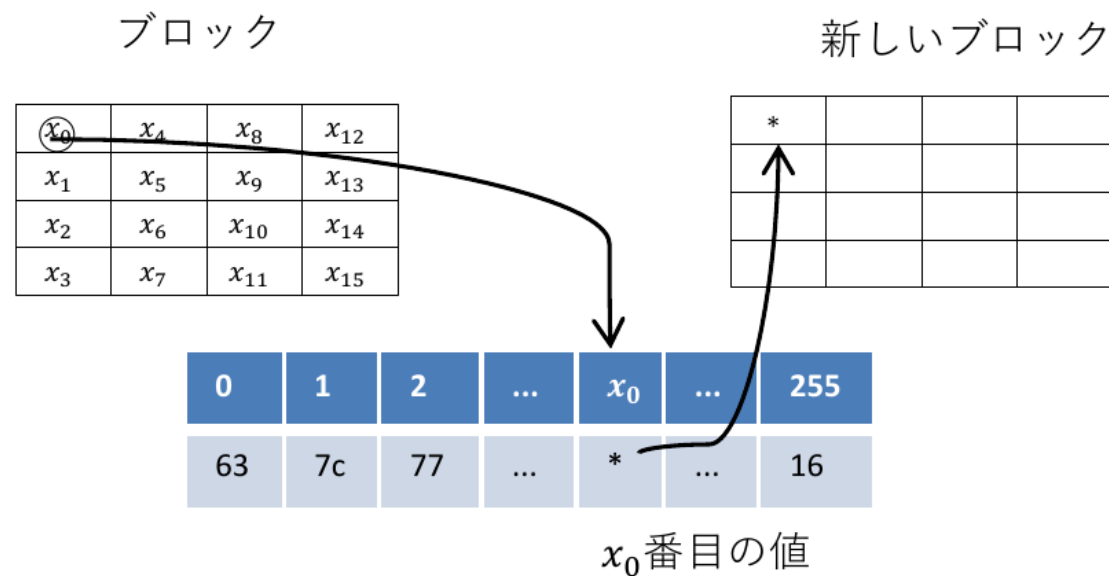 ブロック
新しいブロック
x₀ x₄ x₈ x₁₂
x₁ x₅ x₉ x₁₃
x₂ x₆ x₁₀ x₁₄
x₃ x₇ x₁₁ x₁₅
*
0 1 2 ... x₀ ... 255
63 7c 77 ... * ... 16
x₀番目の値